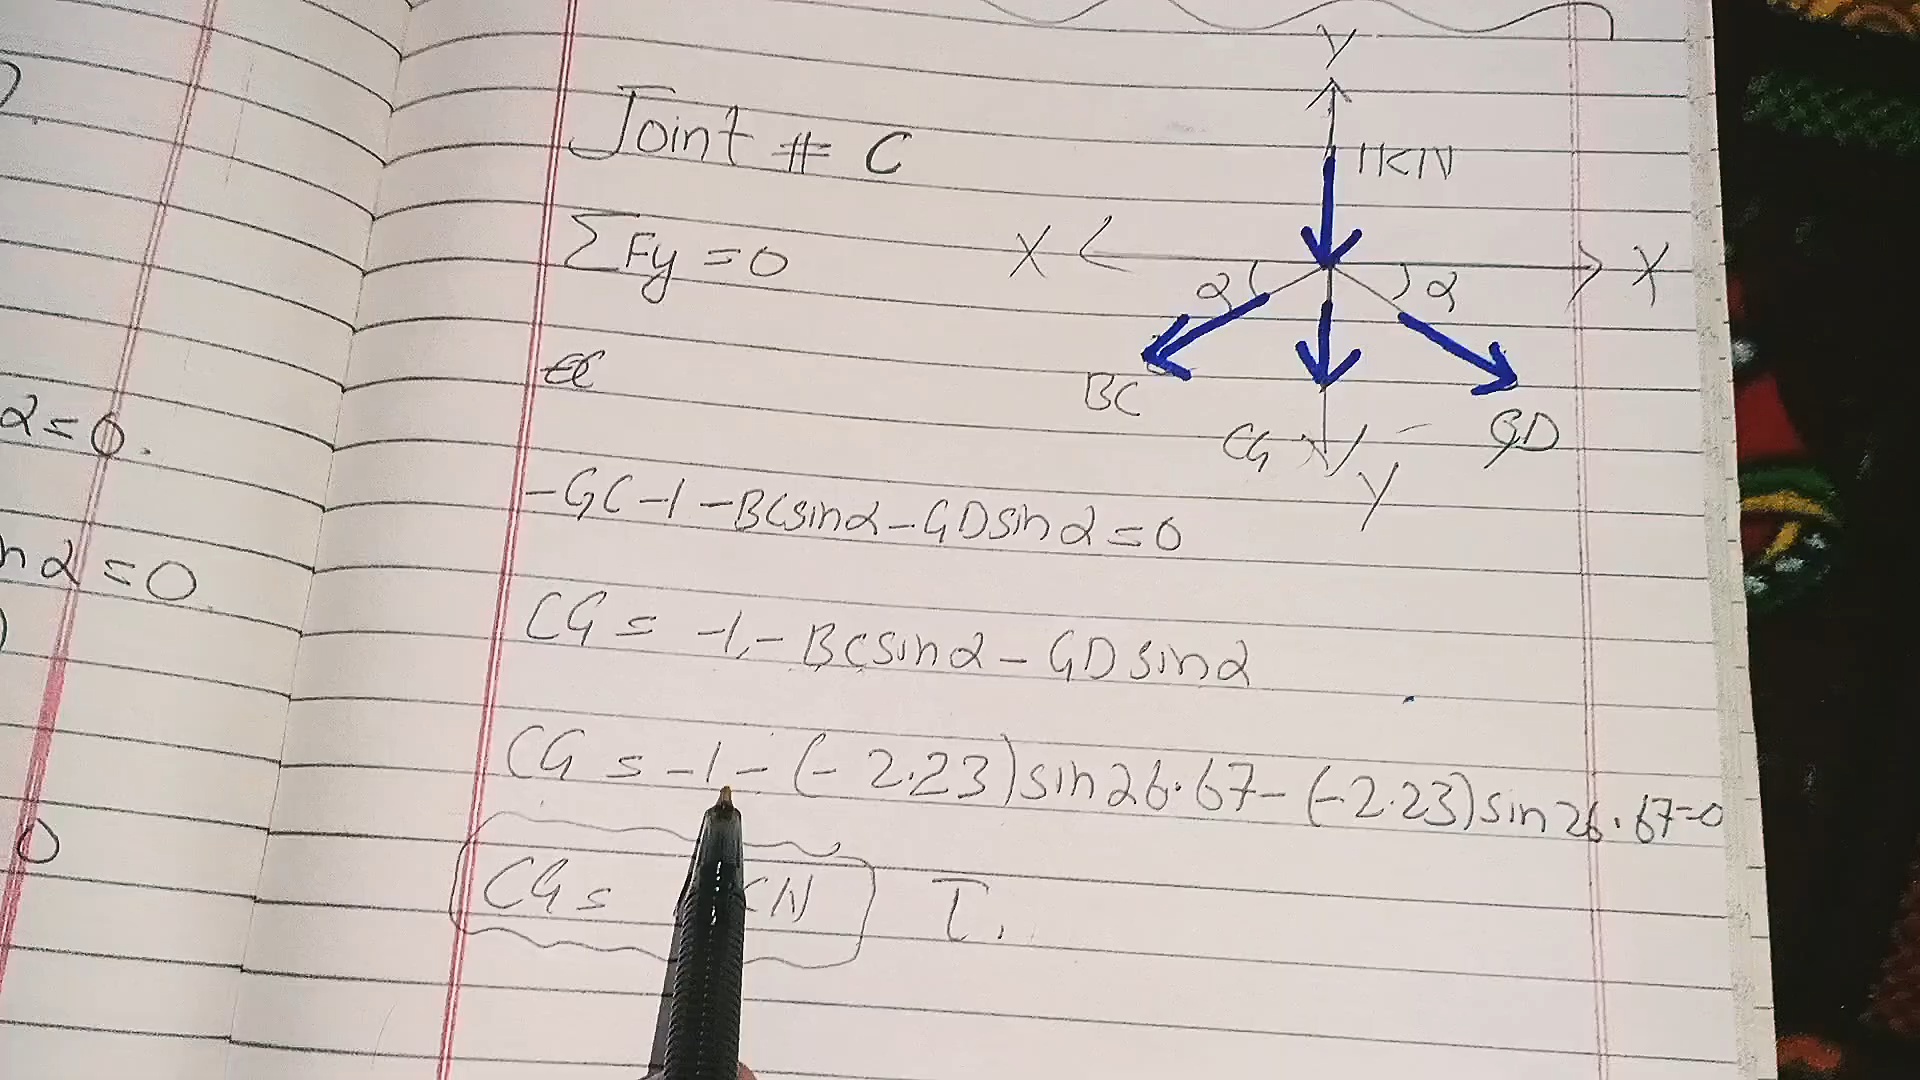 Joint # C
ΣFy = 0
-GC-1-BCsinα-GDsinα=0
CG = -1,-BCsinα-GDsinα
CG = -1-(-2.23)sin26.67-(-2.23)sin26.67=0
CG= KN T.
Y
1KN
X X
α α
BC
CG GD
Y
α=0.
nα=0
0